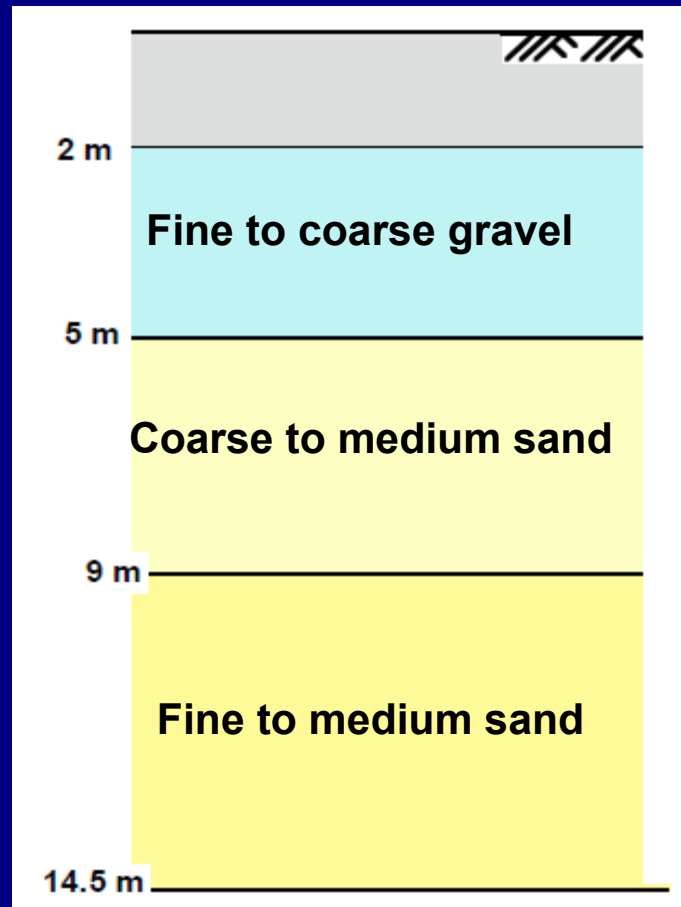 2 m
Fine to coarse gravel
5 m
Coarse to medium sand
9 m
Fine to medium sand
14.5 m